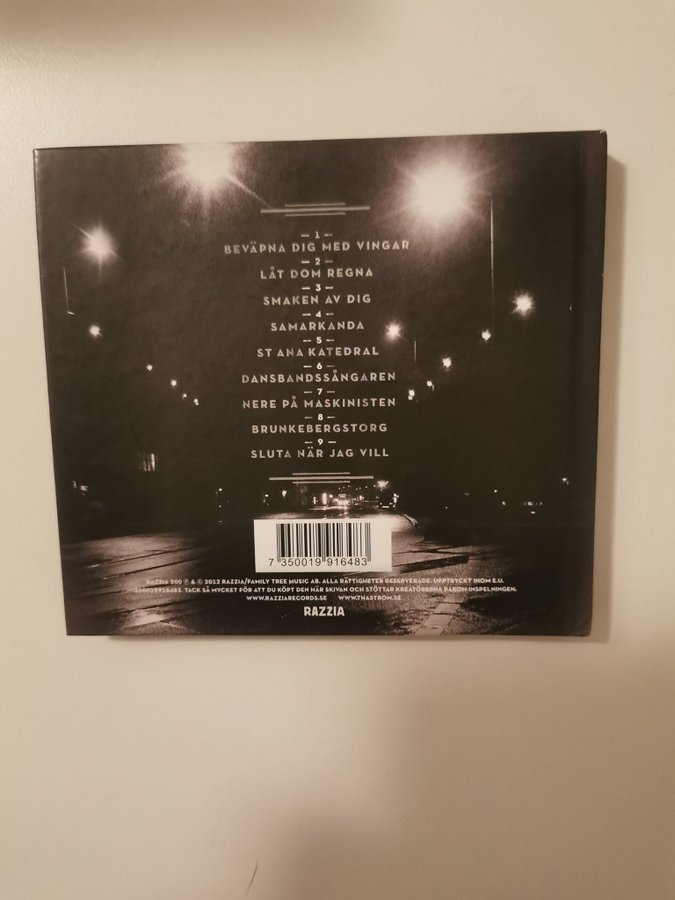 – 1 –
BEVÄPNA DIG MED VINGAR
– 2 –
LÅT DOM REGNA
– 3 –
SMAKEN AV DIG
– 4 –
SAMARKANDA
– 5 –
ST ANA KATEDRAL
– 6 –
DANSBANDSSÅNGAREN
– 7 –
NERE PÅ MASKINISTEN
– 8 –
BRUNKEBERGSTORG
– 9 –
SLUTA NÄR JAG VILL
7 350019 916483
RAZZIA 200 ℗ & © 2012 RAZZIA/FAMILY TREE MUSIC AB. ALLA RÄTTIGHETER RESERVERADE. UPPTRYCKT INOM E.U.
350019916483. TACK SÅ MYCKET FÖR ATT DU KÖPT DEN HÄR SKIVAN OCH STÖTTAR KREATÖRERNA BAKOM INSPELNINGEN.
WWW.RAZZIARECORDS.SE WWW.THASTROM.SE
RAZZIA